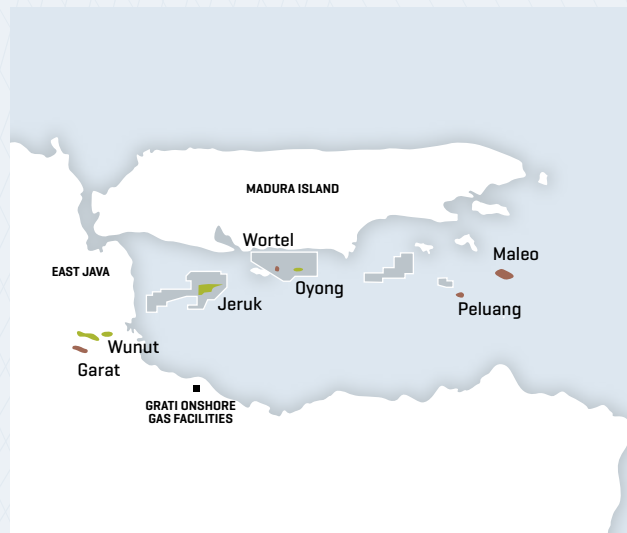 MADURA ISLAND
Wortel
Maleo
EAST JAVA
Oyong
Jeruk
Peluang
Wunut
Garat
GRATI ONSHORE
GAS FACILITIES